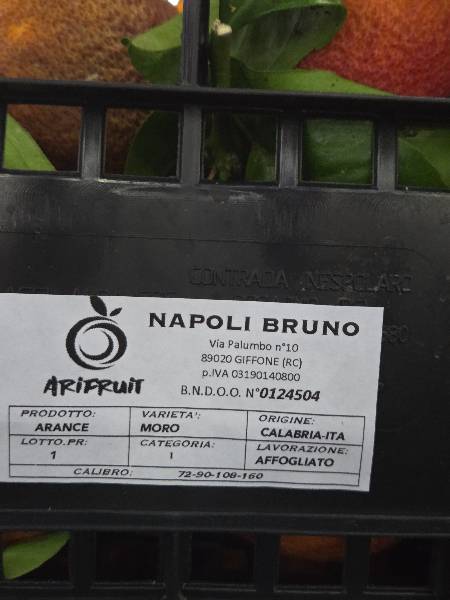 CONTRADA NESPOLARO
NAPOLI BRUNO
Via Palumbo n°10
89020 GIFFONE (RC)
p.IVA 03190140800
ARIFRUIT
B.N.D.O.O. N°0124504
PRODOTTO: VARIETA': ORIGINE:
ARANCE MORO CALABRIA-ITA
LOTTO.PR: CATEGORIA: LAVORAZIONE:
1 I AFFOGLIATO
CALIBRO: 72-90-108-160